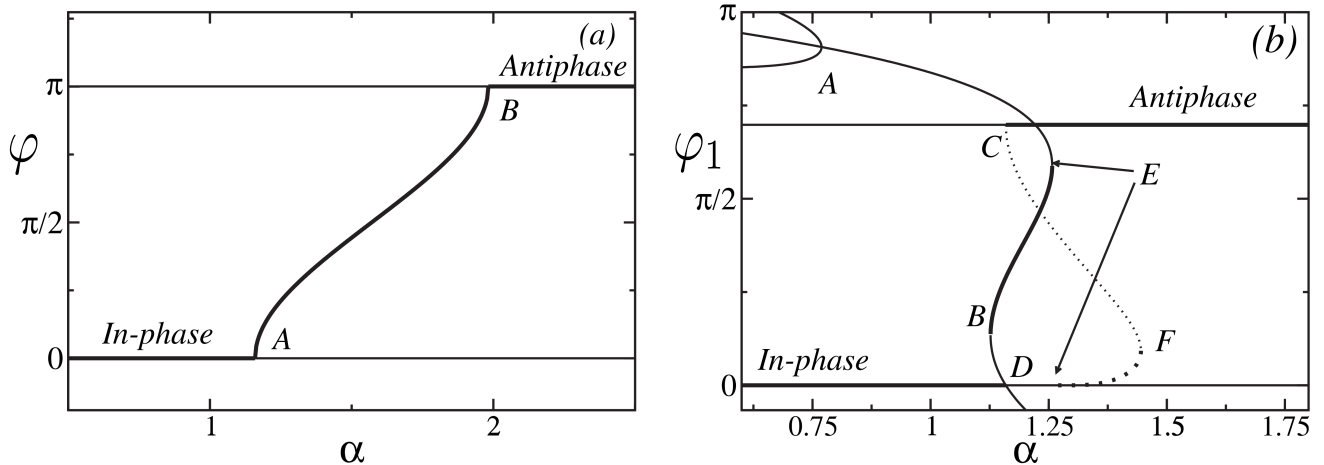 (a)
Antiphase
π
B
φ
π/2
In-phase
A
0
1
2
α
π
(b)
A
Antiphase
φ1
C
E
π/2
B
F
In-phase
D
0
0.75
1
1.25
1.5
1.75
α